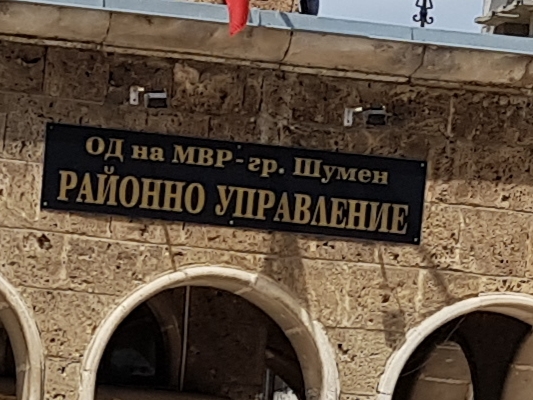 ОД на МВР - гр. Шумен
РАЙОННО УПРАВЛЕНИЕ